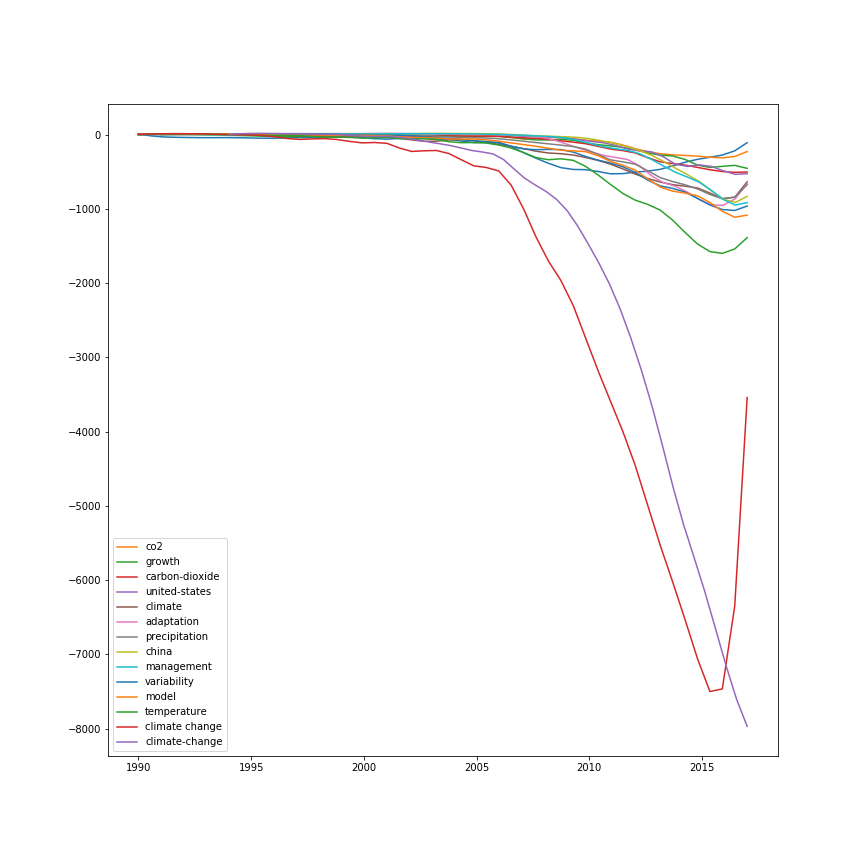 0
−1000
−2000
−3000
−4000
−5000
−6000
−7000
−8000
co2
growth
carbon-dioxide
united-states
climate
adaptation
precipitation
china
management
variability
model
temperature
climate change
climate-change
1990 1995 2000 2005 2010 2015